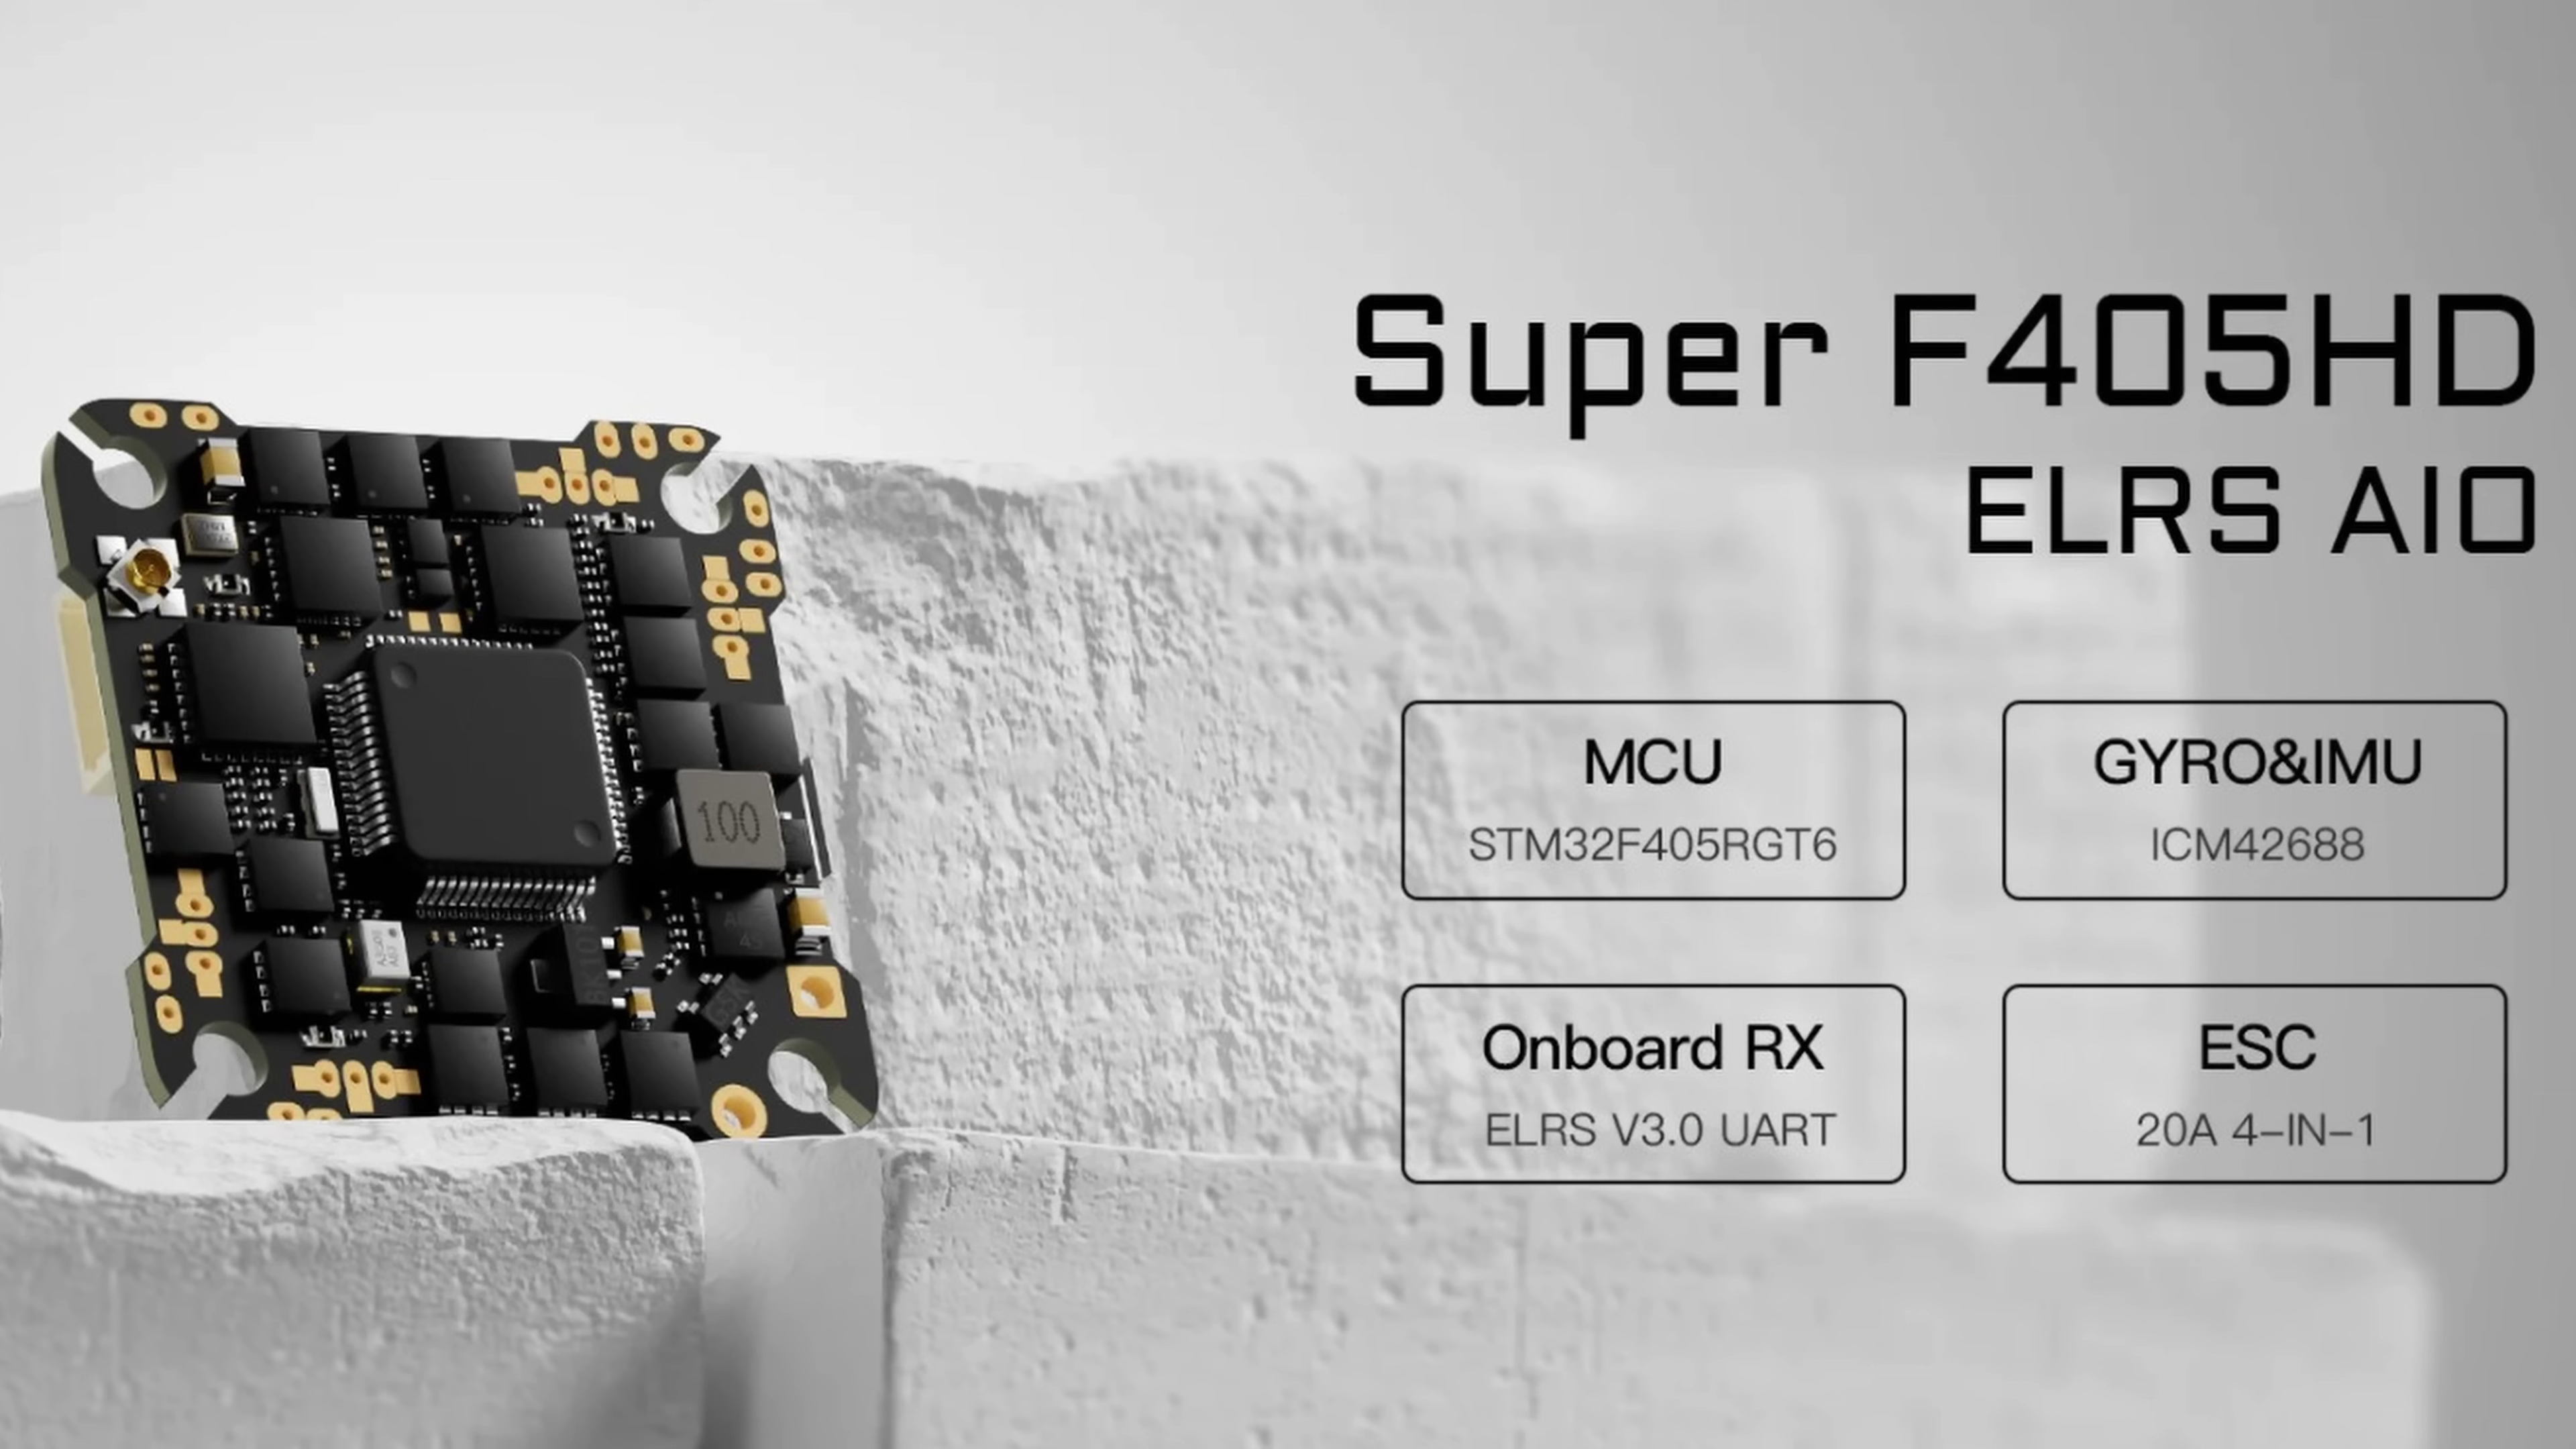 Super F405HD
ELRS AIO
MCU
STM32F405RGT6
GYRO&IMU
ICM42688
Onboard RX
ELRS V3.0 UART
ESC
20A 4-IN-1
100